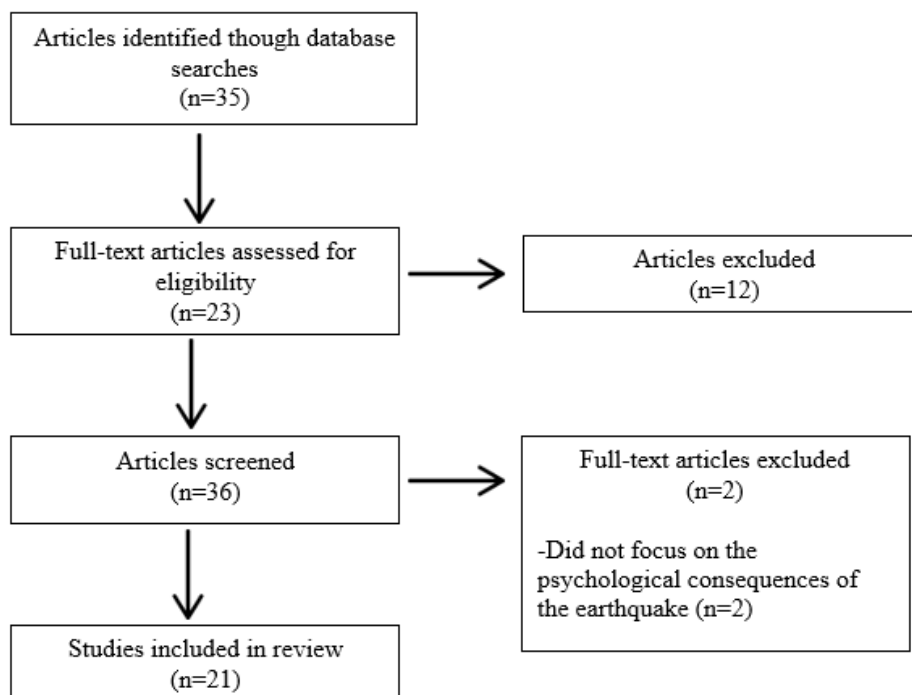 Articles identified though database
searches
(n=35)
Full-text articles assessed for
eligibility
(n=23)
Articles excluded
(n=12)
Articles screened
(n=36)
Full-text articles excluded
(n=2)
-Did not focus on the
psychological consequences of
the earthquake (n=2)
Studies included in review
(n=21)